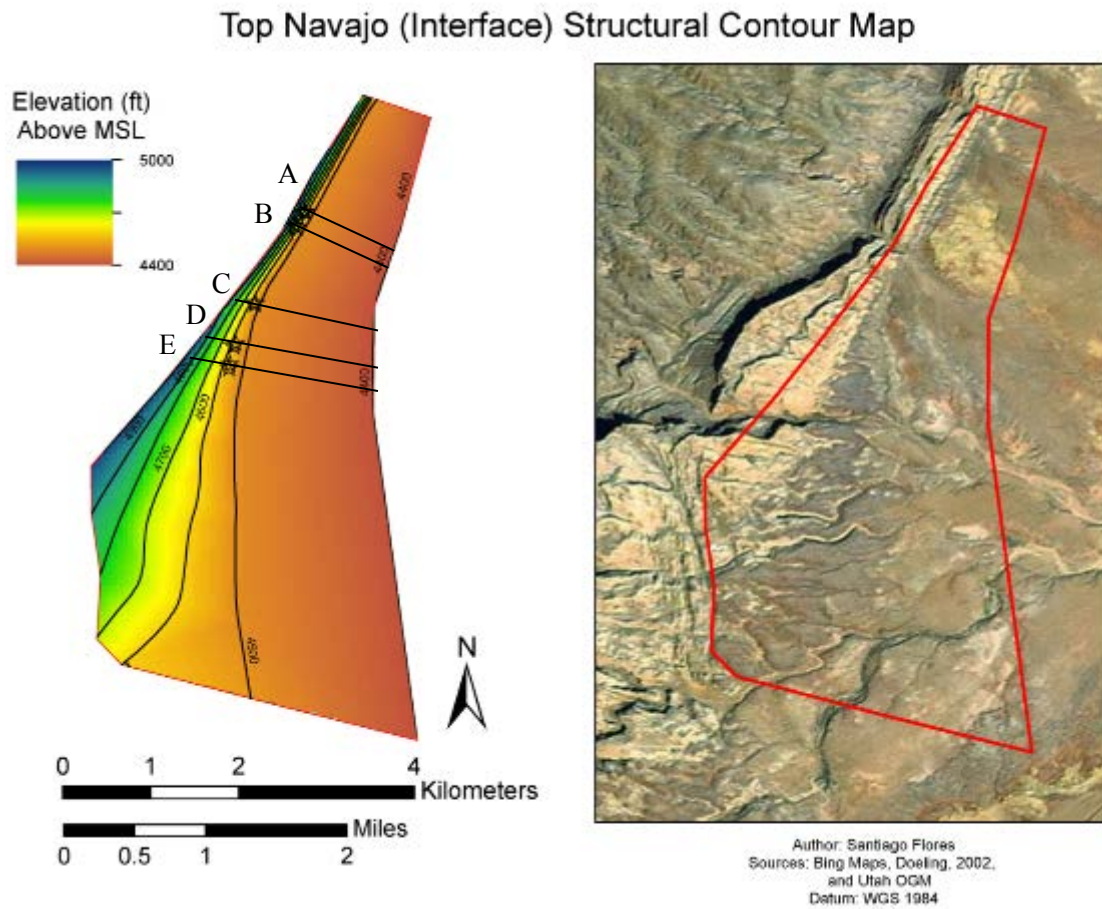 Top Navajo (Interface) Structural Contour Map
Elevation (ft)
Above MSL
5000
4400
A
B
C
D
E
4400
4400
4400
4600
4700
4500
N
0 1 2 4
Kilometers
Miles
0 0.5 1 2
Author: Santiago Flores
Sources: Bing Maps, Doeling, 2002,
and Utah OGM
Datum: WGS 1984